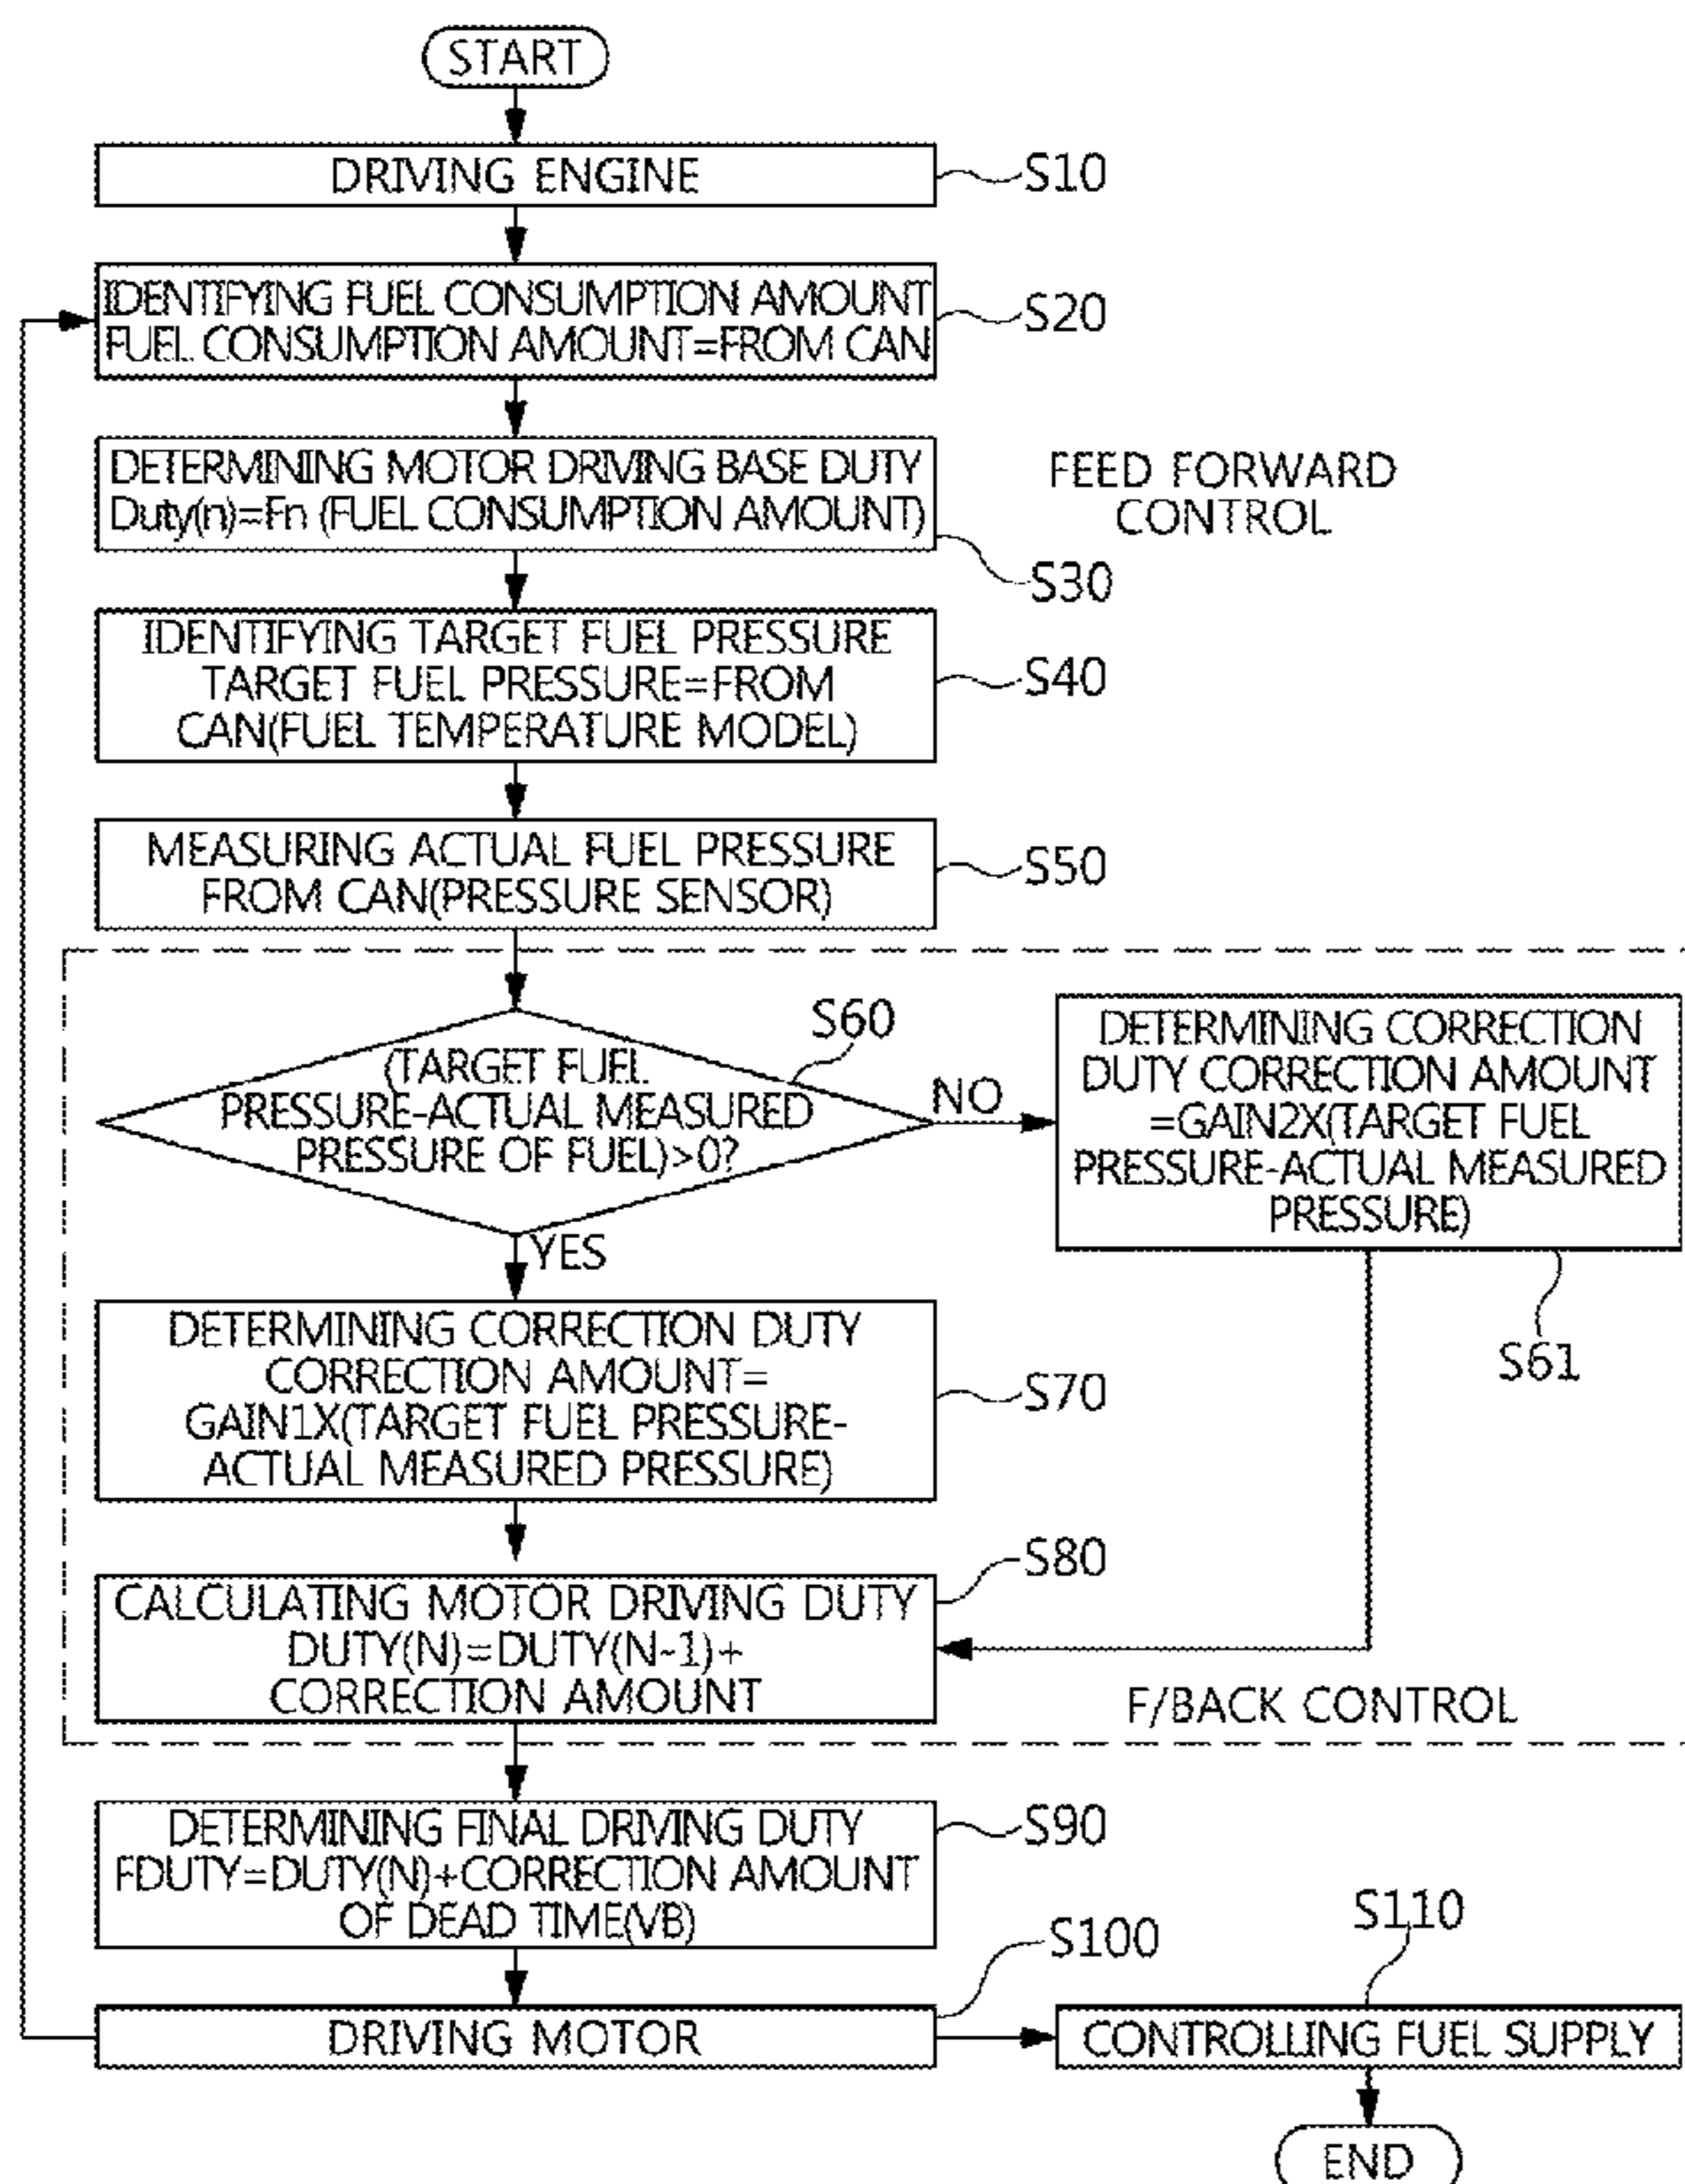 START
DRIVING ENGINE
S10
IDENTIFYING FUEL CONSUMPTION AMOUNT
FUEL CONSUMPTION AMOUNT=FROM CAN
S20
DETERMINING MOTOR DRIVING BASE DUTY
Duty(n)=Fn (FUEL CONSUMPTION AMOUNT)
S30
FEED FORWARD
CONTROL
IDENTIFYING TARGET FUEL PRESSURE
TARGET FUEL PRESSURE=FROM
CAN(FUEL TEMPERATURE MODEL)
S40
MEASURING ACTUAL FUEL PRESSURE
FROM CAN(PRESSURE SENSOR)
S50
S60
(TARGET FUEL
PRESSURE-ACTUAL MEASURED
PRESSURE OF FUEL)>0?
NO
YES
DETERMINING CORRECTION
DUTY CORRECTION AMOUNT
=GAIN2X(TARGET FUEL
PRESSURE-ACTUAL MEASURED
PRESSURE)
S61
DETERMINING CORRECTION DUTY
CORRECTION AMOUNT=
GAIN1X(TARGET FUEL PRESSURE-
ACTUAL MEASURED PRESSURE)
S70
CALCULATING MOTOR DRIVING DUTY
DUTY(N)=DUTY(N-1)+
CORRECTION AMOUNT
S80
F/BACK CONTROL
DETERMINING FINAL DRIVING DUTY
FDUTY=DUTY(N)+CORRECTION AMOUNT
OF DEAD TIME(VB)
S90
DRIVING MOTOR
S100
CONTROLLING FUEL SUPPLY
S110
END